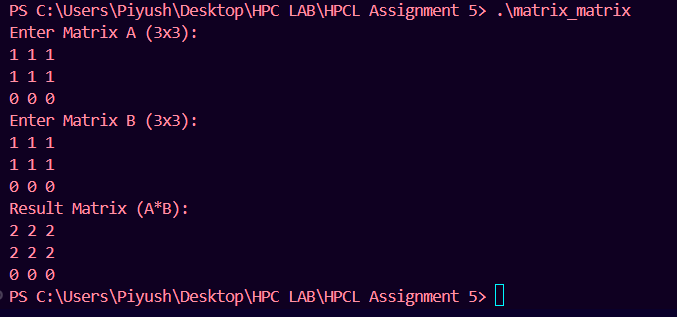 PS C:\Users\Piyush\Desktop\HPC LAB\HPCL Assignment 5> .\matrix_matrix
Enter Matrix A (3x3):
1 1 1
1 1 1
0 0 0
Enter Matrix B (3x3):
1 1 1
1 1 1
0 0 0
Result Matrix (A*B):
2 2 2
2 2 2
0 0 0
PS C:\Users\Piyush\Desktop\HPC LAB\HPCL Assignment 5>